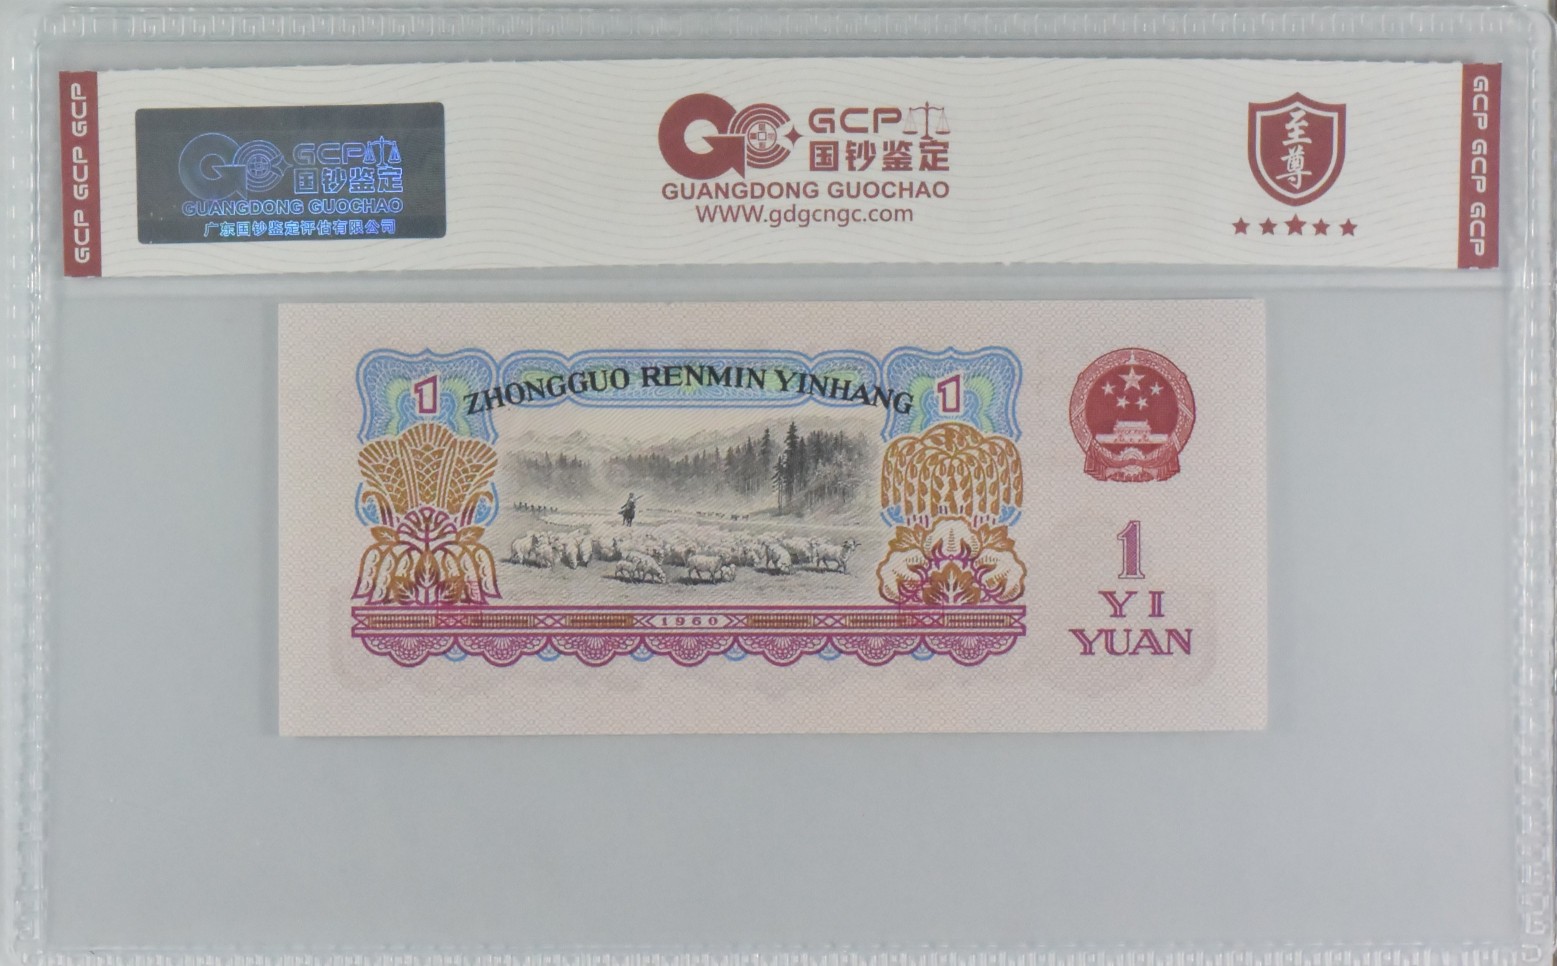 GCP GCP GCP
GCP
国钞鉴定
GUANGDONG GUOCHAO
广东国钞鉴定评估有限公司
GCP
国钞鉴定
GUANGDONG GUOCHAO
WWW.gdgcngc.com
至尊
GCP GCP GCP
1 ZHONGGUO RENMIN YINHANG 1
1960
1
YI
YUAN